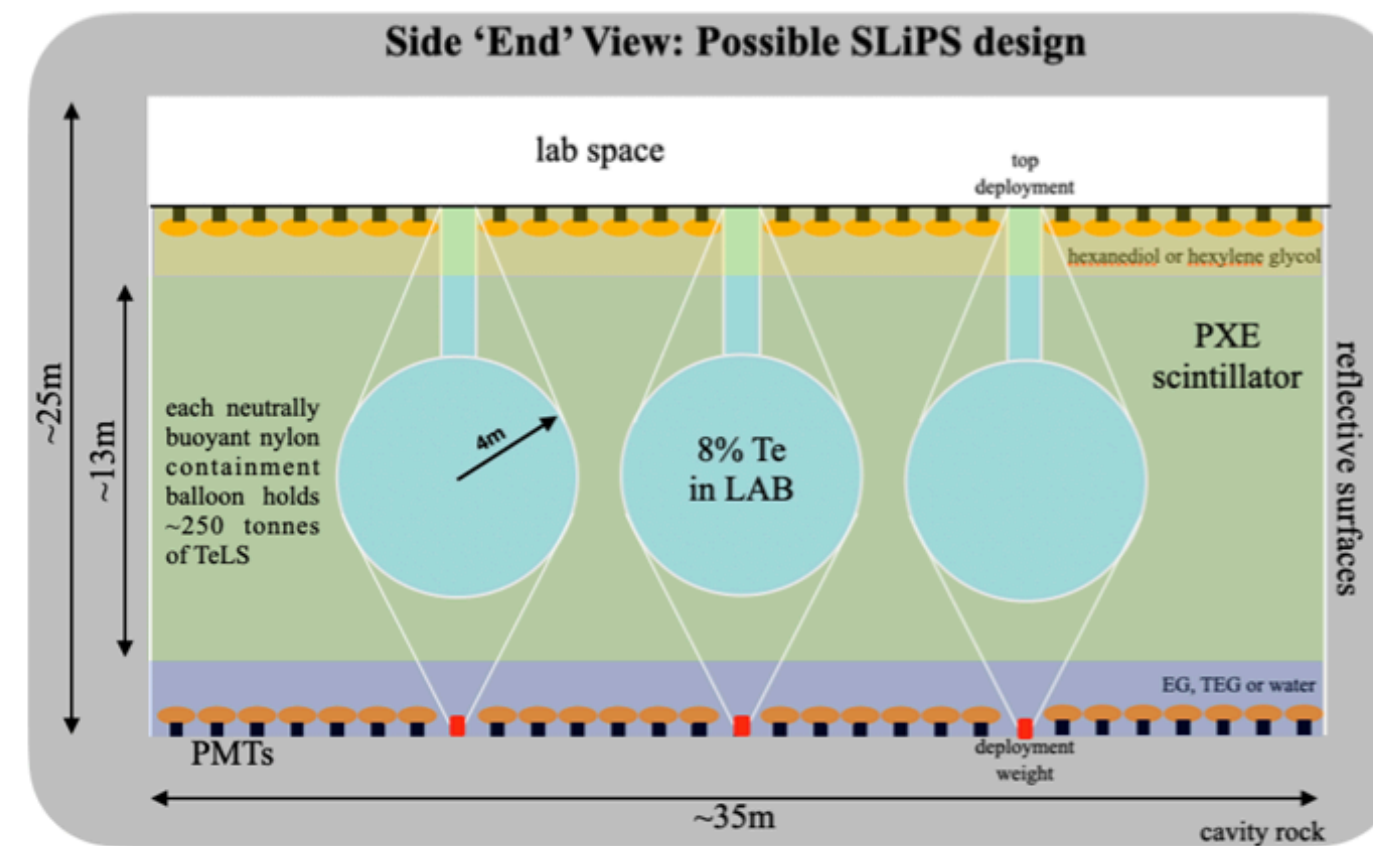 Side ‘End’ View: Possible SLiPS design
lab space
top
deployment
hexanediol or hexylene glycol
PXE
scintillator
~25m
~13m
each neutrally
buoyant nylon
containment
balloon holds
~250 tonnes
of TeLS
4m
8% Te
in LAB
reflective surfaces
EG, TEG or water
PMTs
deployment
weight
~35m
cavity rock